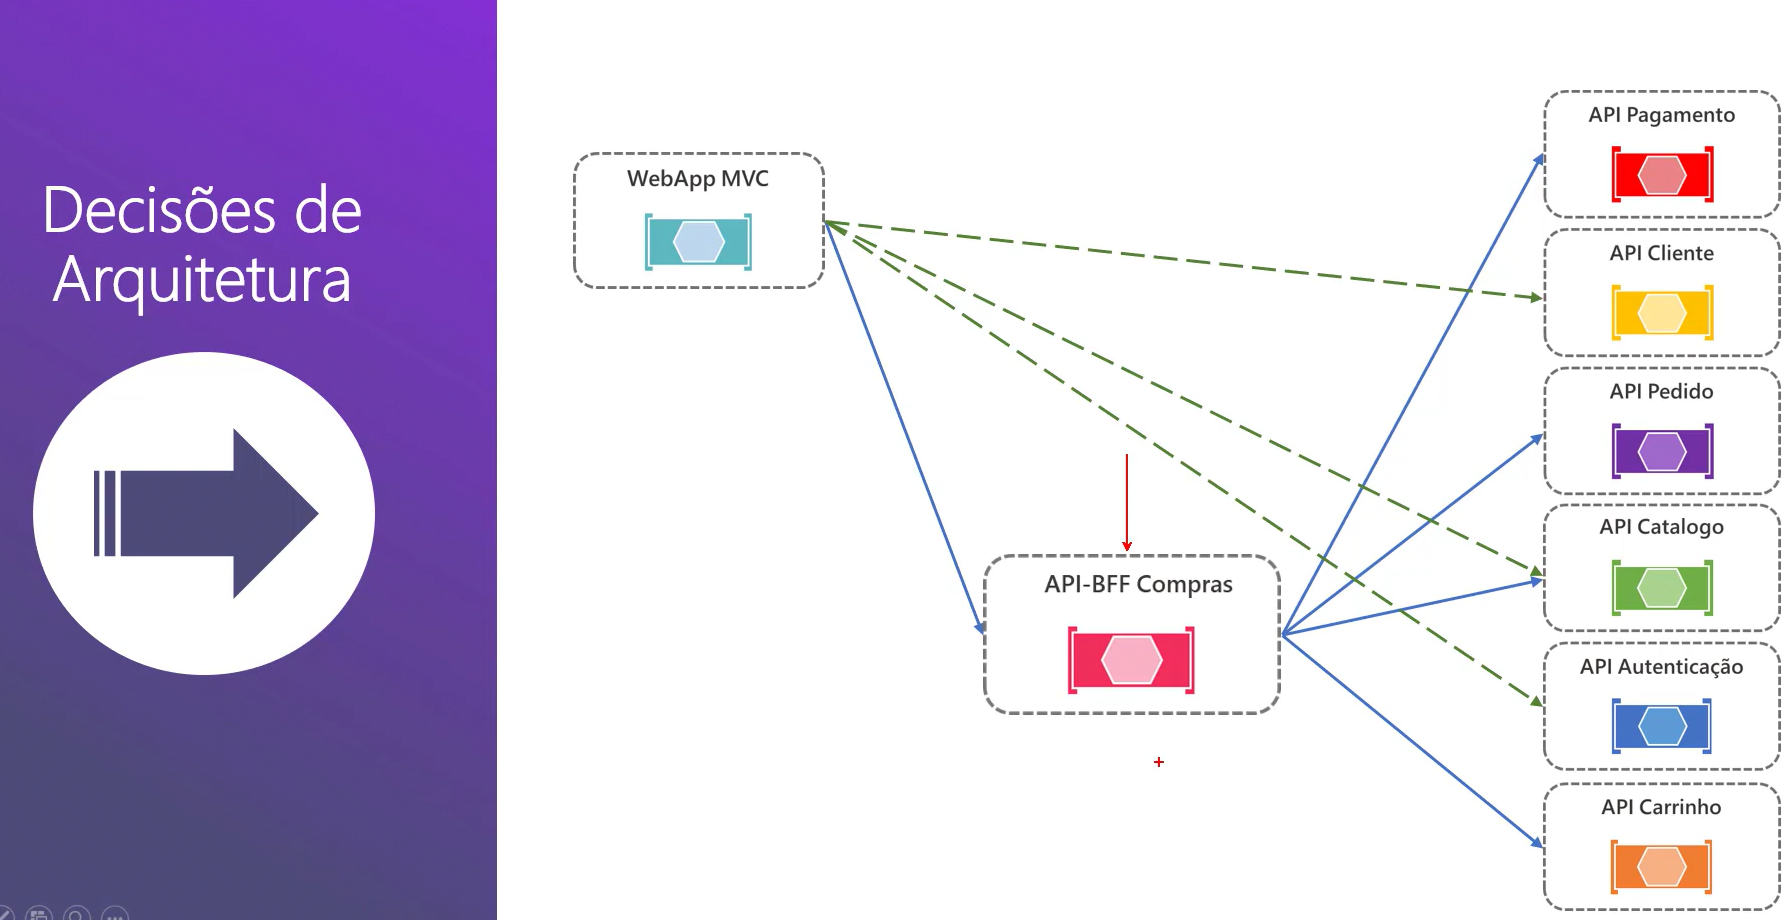 Decisões de
Arquitetura
WebApp MVC
API-BFF Compras
API Pagamento
API Cliente
API Pedido
API Catalogo
API Autenticação
API Carrinho